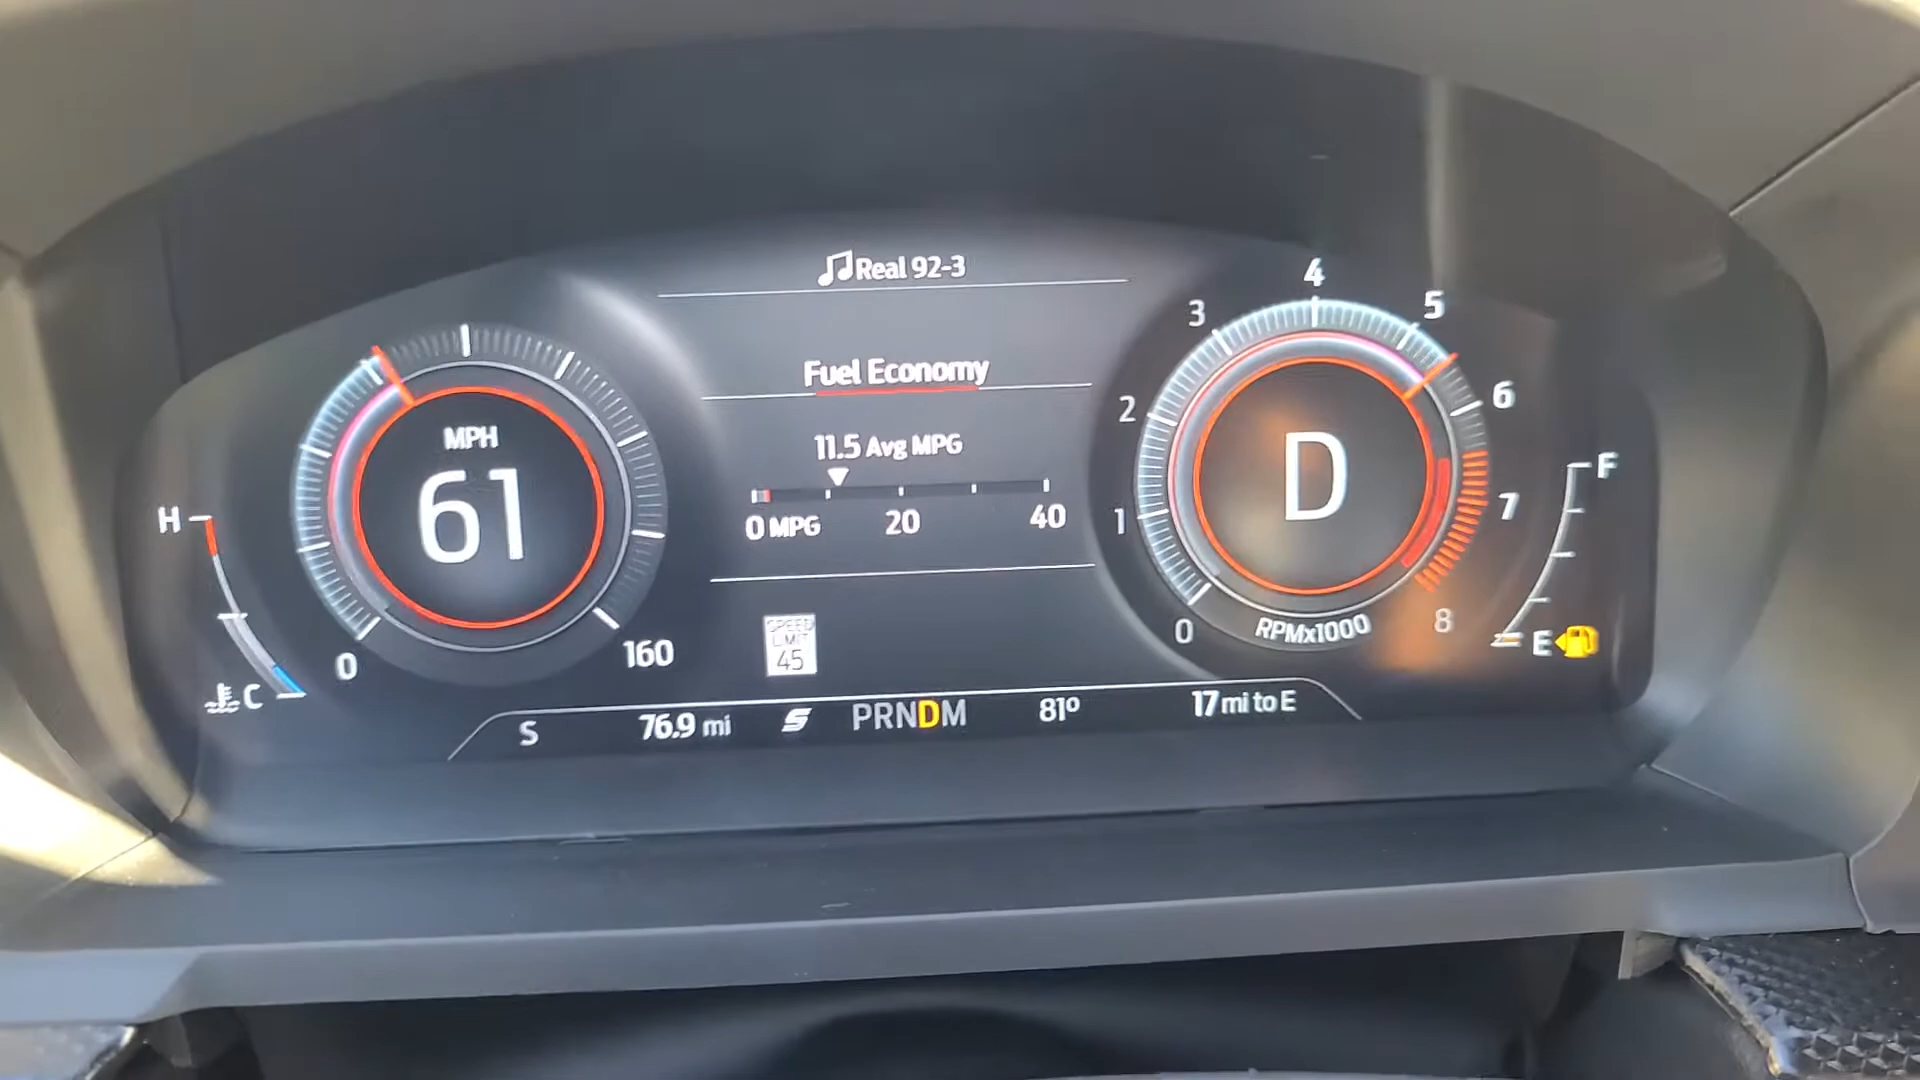 Real 92-3
Fuel Economy
11.5 Avg MPG
0 MPG 20 40
MPH
61
0
160
H
C
SPEED
LIMIT
45
0
1
2
3
4
5
6
7
8
D
RPMx1000
F
E
S 76.9 mi S PRNDM 81º 17 mi to E